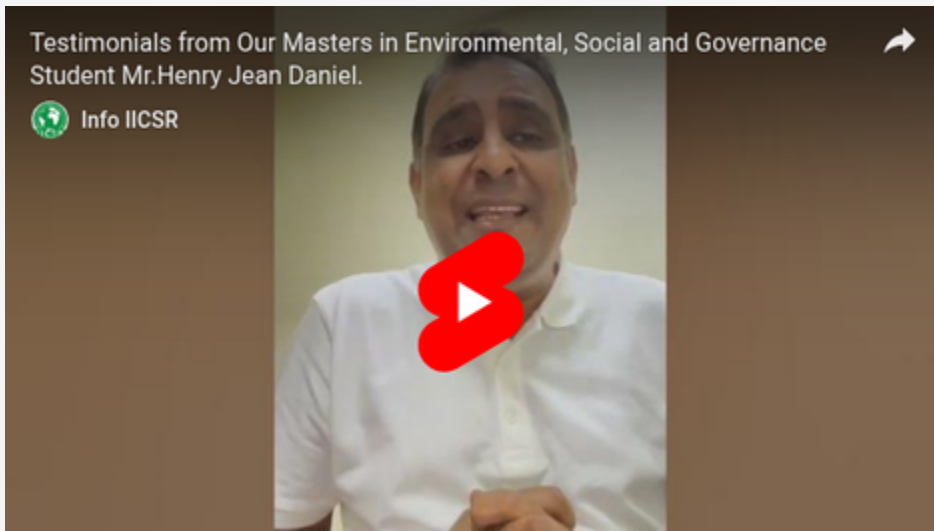 Testimonials from Our Masters in Environmental, Social and Governance
Student Mr.Henry Jean Daniel.
Info IICSR